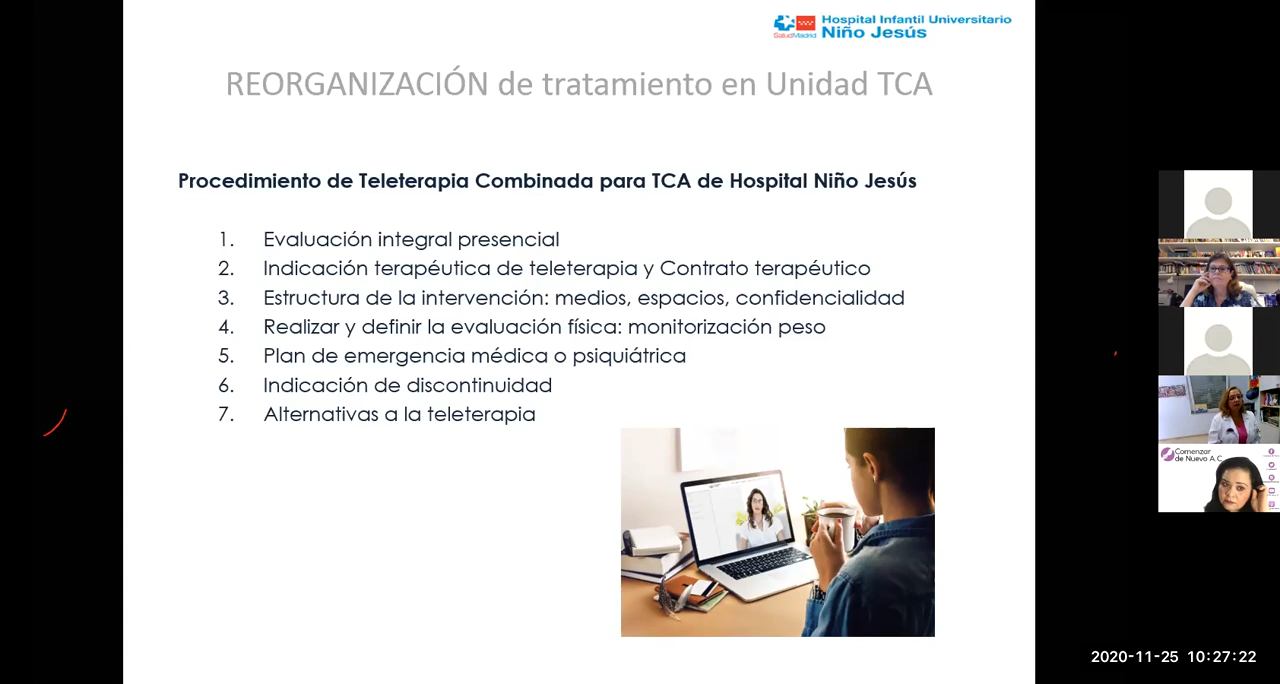 Hospital Infantil Universitario
SaludMadrid Niño Jesús
REORGANIZACIÓN de tratamiento en Unidad TCA
Procedimiento de Teleterapia Combinada para TCA de Hospital Niño Jesús
1. Evaluación integral presencial
2. Indicación terapéutica de teleterapia y Contrato terapéutico
3. Estructura de la intervención: medios, espacios, confidencialidad
4. Realizar y definir la evaluación física: monitorización peso
5. Plan de emergencia médica o psiquiátrica
6. Indicación de discontinuidad
7. Alternativas a la teleterapia
Comenzar
de Nuevo A.C.
2020-11-25 10:27:22